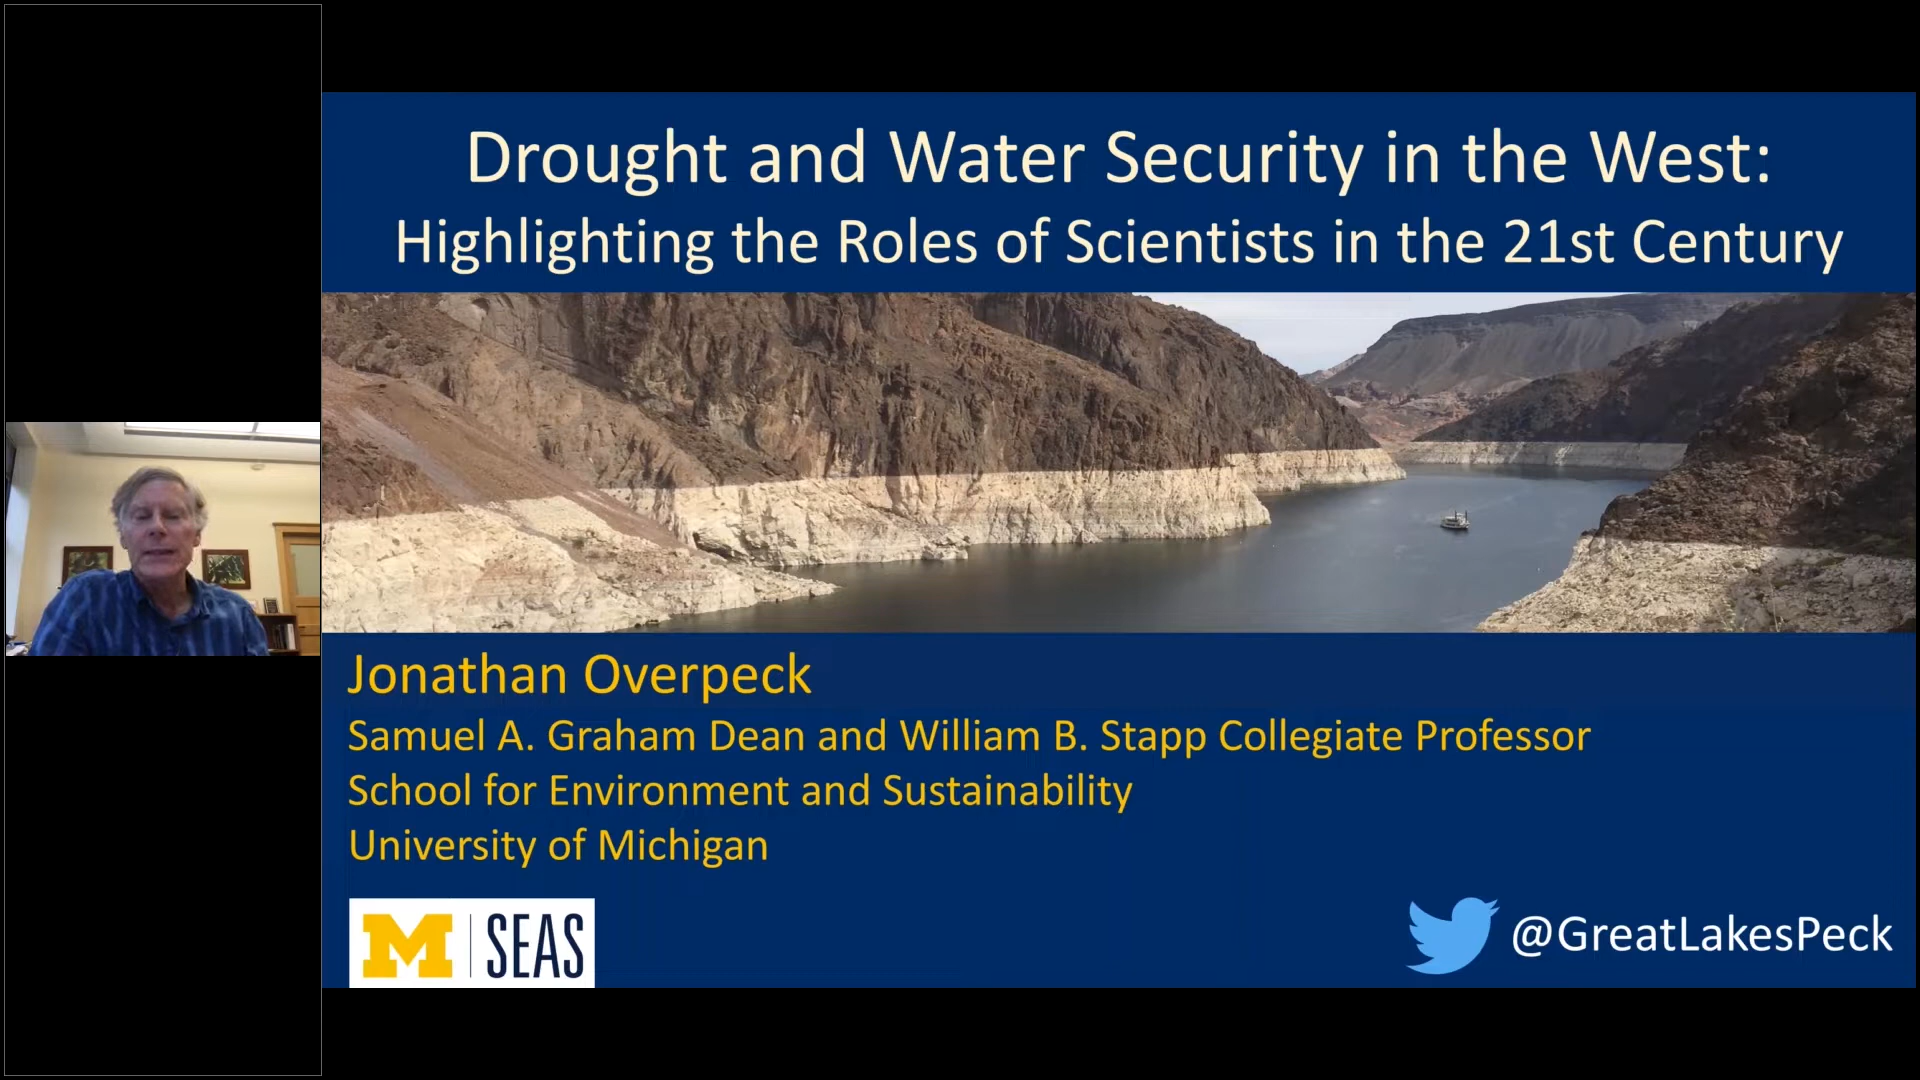 Drought and Water Security in the West:
Highlighting the Roles of Scientists in the 21st Century
Jonathan Overpeck
Samuel A. Graham Dean and William B. Stapp Collegiate Professor
School for Environment and Sustainability
University of Michigan
M SEAS
@GreatLakesPeck